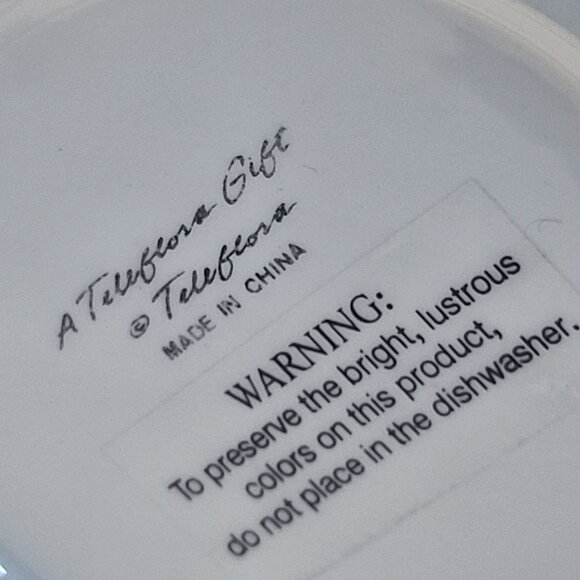 A Teleflora Gift
© Teleflora
MADE IN CHINA
WARNING:
To preserve the bright, lustrous
colors on this product,
do not place in the dishwasher.